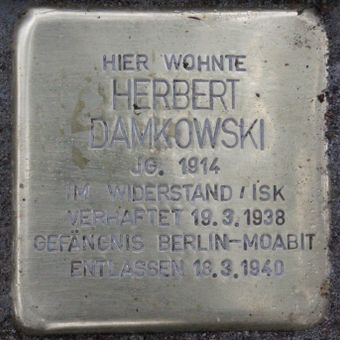 HIER WOHNTE
HERBERT
DAMKOWSKI
JG. 1914
IM WIDERSTAND / ISK
VERHAFTET 19.3.1938
GEFÄNGNIS BERLIN-MOABIT
ENTLASSEN 18.3.1940